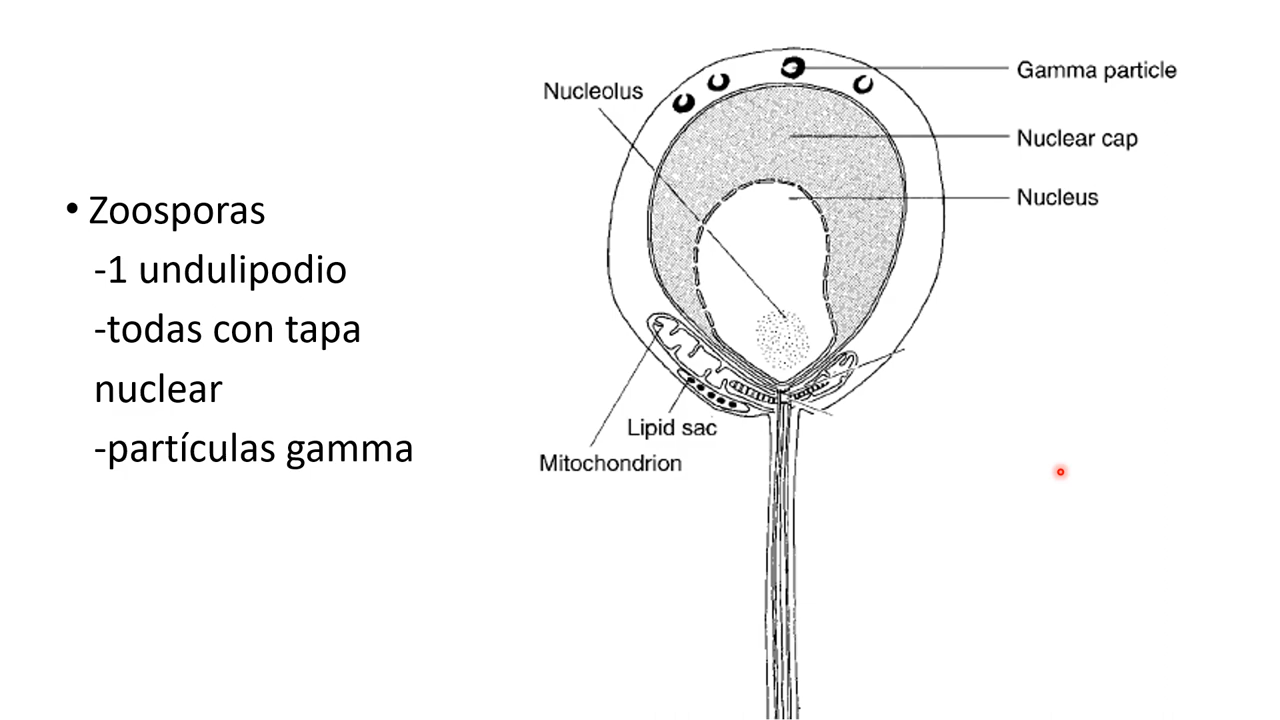 • Zoosporas
-1 undulipodio
-todas con tapa
nuclear
-partículas gamma
Nucleolus
Gamma particle
Nuclear cap
Nucleus
Lipid sac
Mitochondrion